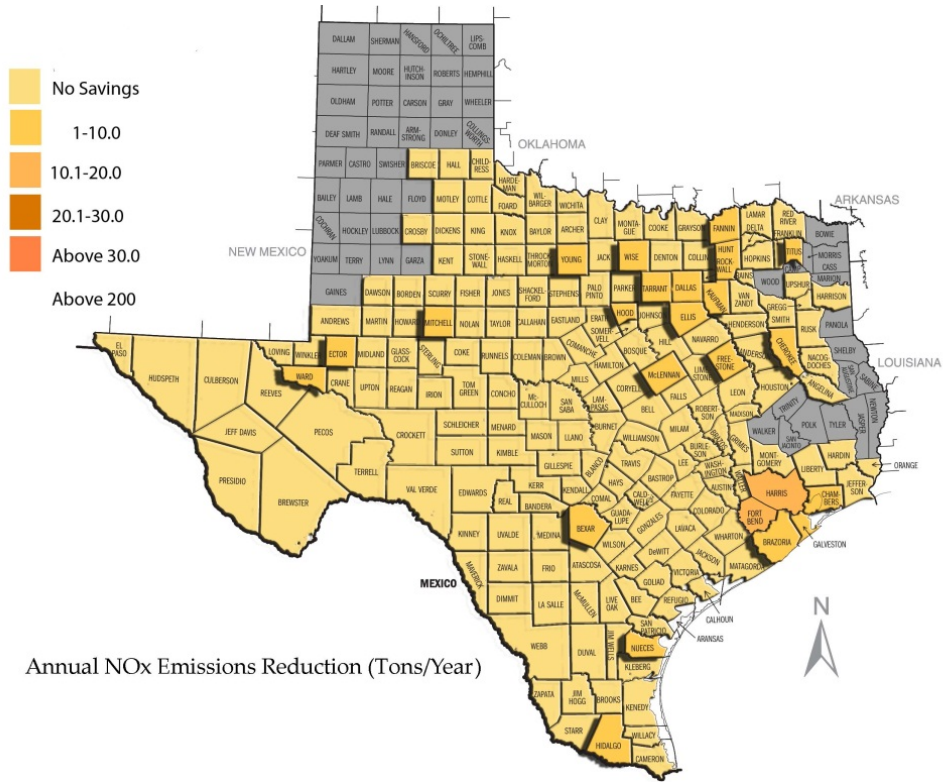 DALLAM SHERMAN HANSFORD OCHILTREE LIPS-
COMB
HARTLEY MOORE HUTCH-
INSON ROBERTS HEMPHILL
OLDHAM POTTER CARSON GRAY WHEELER
DEAF SMITH RANDALL ARM-
STRONG DONLEY COLLINGS-
WORTH
No Savings
1-10.0
10.1-20.0
20.1-30.0
Above 30.0
Above 200
OKLAHOMA
ARKANSAS
NEW MEXICO
LOUISIANA
PARMER CASTRO SWISHER BRISCOE HALL CHILD-
RESS
HARDE-
MAN
BAILEY LAMB HALE FLOYD MOTLEY COTTLE FOARD WIL-
BARGER WICHITA
CLAY MONTA-
GUE COOKE GRAYSON FANNIN LAMAR RED
RIVER
DELTA FRANKLIN TITUS BOWIE
MORRIS
CASS
MARION
COCHRAN HOCKLEY LUBBOCK CROSBY DICKENS KING KNOX BAYLOR ARCHER
YOAKUM TERRY LYNN GARZA KENT STONE-
WALL HASKELL THROCK
MORTON YOUNG JACK WISE DENTON COLLIN HUNT
ROCK
WALL
HOPKINS
RAINS WOOD UPSHUR
HARRISON
GAINES DAWSON BORDEN SCURRY FISHER JONES SHACKEL-
FORD STEPHENS PALO
PINTO PARKER TARRANT DALLAS KAUFMAN VAN
ZANDT
GREGG
SMITH
RUSK PANOLA
ANDREWS MARTIN HOWARD MITCHELL NOLAN TAYLOR CALLAHAN EASTLAND ERATH HOOD JOHNSON ELLIS
SOMER-
VELL
HENDERSON
NAVARRO
HILL
BOSQUE
COMANCHE
HAMILTON
ANDERSON
CHEROKEE
NACOG-
DOCHES
SHELBY
SAN
AUGUSTINE
SABINE
EL
PASO HUDSPETH CULBERSON REEVES LOVING WINKLER ECTOR MIDLAND GLASS-
COCK STERLING COKE RUNNELS COLEMAN BROWN
WARD CRANE UPTON REAGAN IRION TOM
GREEN CONCHO MC-
CULLOCH SAN
SABA
MILLS
LAM-
PASAS
CORYELL
McLENNAN
LIME
STONE
FREE-
STONE
FALLS
LEON
HOUSTON
ANGELINA
TRINITY
POLK
TYLER
JASPER
NEWTON
WALKER
SAN
JACINTO
JEFF DAVIS PECOS CROCKETT SCHLEICHER MENARD MASON LLANO BURNET
BELL
ROBERT-
SON
MADISON
MILAM
BRAZOS
GRIMES
BURLE-
SON
WILLIAMSON
TRAVIS
LEE
WASH-
INGTON
WALLER
MONT-
GOMERY
LIBERTY
HARDIN
ORANGE
JEFFER-
SON
CHAM-
BERS
PRESIDIO BREWSTER TERRELL VAL VERDE SUTTON KIMBLE GILLESPIE BLANCO
HAYS
BASTROP
AUSTIN
HARRIS
EDWARDS REAL KERR KENDALL COMAL CALD-
WELL FAYETTE
BANDERA
GUADA-
LUPE
GONZALES
LAVACA
COLORADO
FORT
BEND
KINNEY UVALDE MEDINA BEXAR WILSON
WHARTON
BRAZORIA
GALVESTON
DeWITT
JACKSON
MATAGORDA
MAVERICK ZAVALA FRIO ATASCOSA KARNES
VICTORIA
GOLIAD
MEXICO
DIMMIT LA SALLE McMULLEN LIVE
OAK BEE REFUGIO
CALHOUN
SAN
PATRICIO ARANSAS
N
WEBB DUVAL JIM WELLS NUECES
KLEBERG
Annual NOx Emissions Reduction (Tons/Year)
ZAPATA JIM
HOGG BROOKS KENEDY
STARR HIDALGO WILLACY
CAMERON